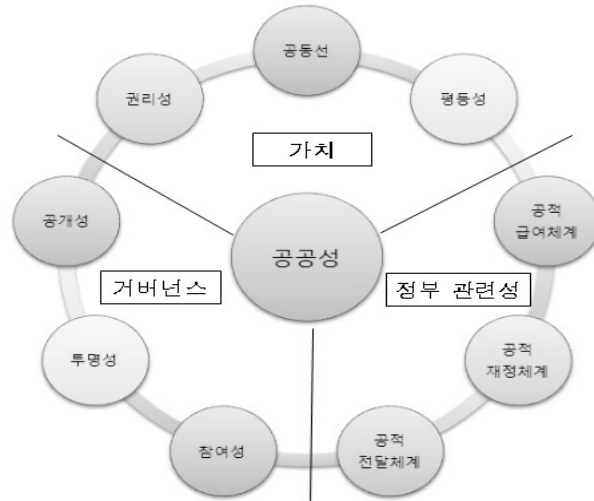 공동선
권리성
평등성
가치
공개성
공적
급여체계
공공성
거버넌스
정부 관련성
투명성
공적
재정체계
참여성
공적
전달체계